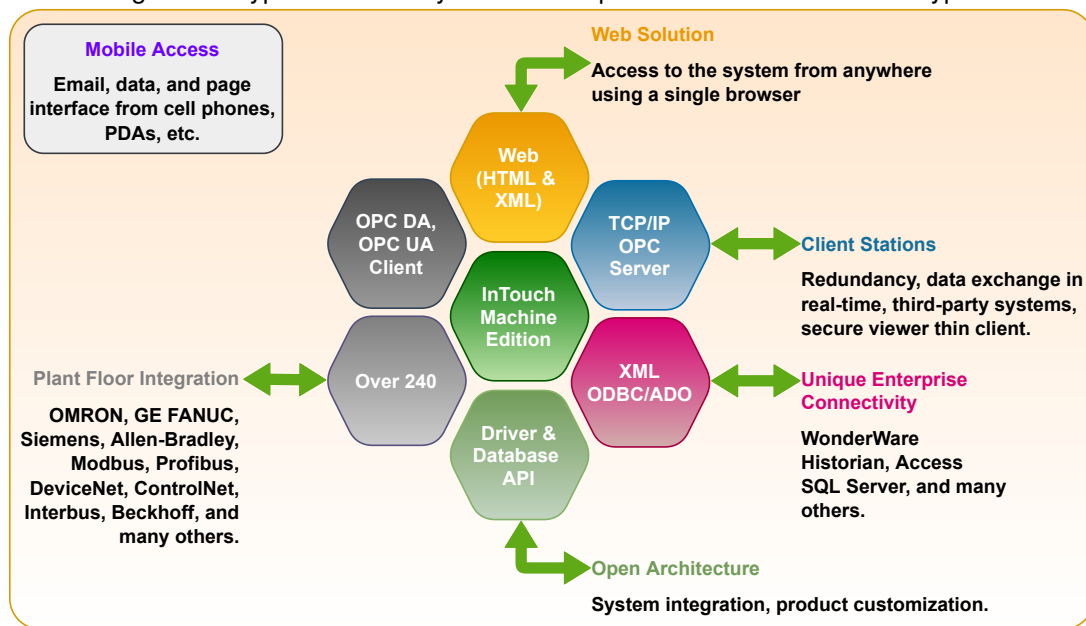 Mobile Access
Email, data, and page
interface from cell phones,
PDAs, etc.
Web Solution
Access to the system from anywhere
using a single browser
Web
(HTML &
XML)
OPC DA,
OPC UA
Client
TCP/IP
OPC
Server
Client Stations
Redundancy, data exchange in
real-time, third-party systems,
secure viewer thin client.
InTouch
Machine
Edition
Plant Floor Integration
OMRON, GE FANUC,
Siemens, Allen-Bradley,
Modbus, Profibus,
DeviceNet, ControlNet,
Interbus, Beckhoff, and
many others.
Over 240
XML
ODBC/ADO
Unique Enterprise
Connectivity
WonderWare
Historian, Access
SQL Server, and many
others.
Driver &
Database
API
Open Architecture
System integration, product customization.